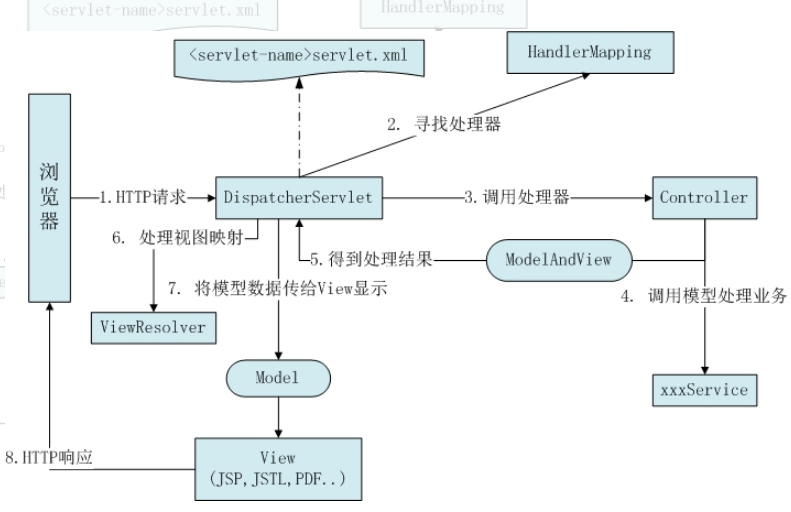 <servlet-name>servlet.xml
HandlerMapping
<servlet-name>servlet.xml
HandlerMapping
2. 寻找处理器
浏览器
1.HTTP请求
DispatcherServlet
3.调用处理器
Controller
6. 处理视图映射
5.得到处理结果
ModelAndView
7. 将模型数据传给View显示
4. 调用模型处理业务
ViewResolver
Model
xxxService
8.HTTP响应
View
(JSP,JSTL,PDF..)